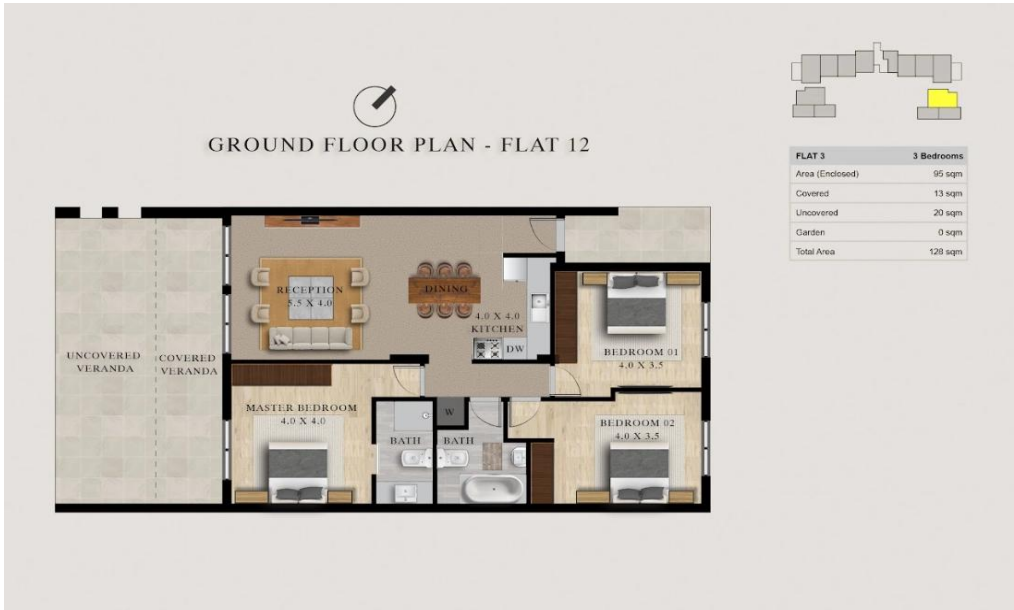 GROUND FLOOR PLAN - FLAT 12
FLAT 3 3 Bedrooms
Area (Enclosed) 95 sqm
Covered 13 sqm
Uncovered 20 sqm
Garden 0 sqm
Total Area 128 sqm
RECEPTION
5.5 X 4.0
DINING
4.0 X 4.0
KITCHEN
DW
UNCOVERED
VERANDA
COVERED
VERANDA
BEDROOM 01
4.0 X 3.5
MASTER BEDROOM
4.0 X 4.0
W
BATH
BATH
BEDROOM 02
4.0 X 3.5